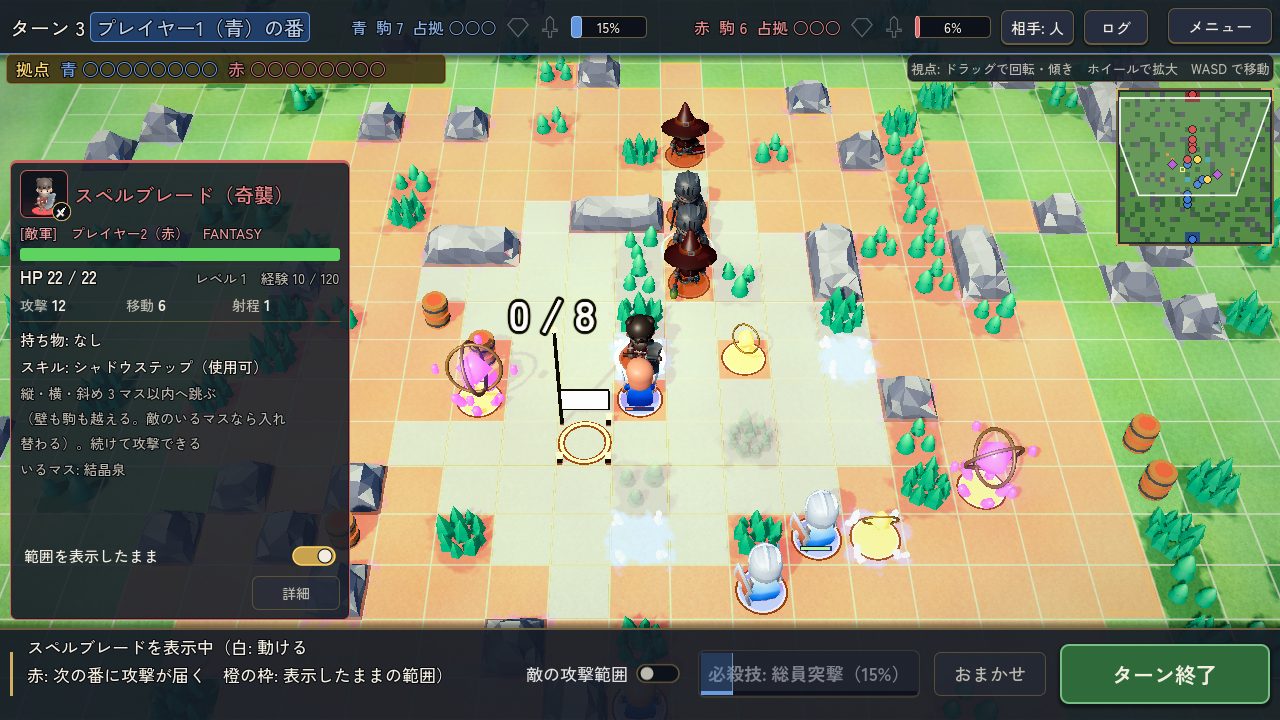 ターン 3 プレイヤー1（青）の番 青 駒 7 占拠 〇〇〇 15% 赤 駒 6 占拠 〇〇〇 6% 相手: 人 ログ メニュー
拠点 青 〇〇〇〇〇〇〇〇 赤 〇〇〇〇〇〇〇〇
視点: ドラッグで回転・傾き ホイールで拡大 WASD で移動
スペルブレード（奇襲）
[敵軍] プレイヤー2（赤） FANTASY
HP 22 / 22 レベル 1 経験 10 / 120
攻撃 12 移動 6 射程 1
持ち物: なし
スキル: シャドウステップ（使用可）
縦・横・斜め 3 マス以内へ跳ぶ
（壁も駒も越える。敵のいるマスなら入れ
替わる）。続けて攻撃できる
いるマス: 結晶泉
範囲を表示したまま
詳細
0 / 8
スペルブレードを表示中（白: 動ける
赤: 次の番に攻撃が届く 橙の枠: 表示したままの範囲）
敵の攻撃範囲
必殺技: 総員突撃（15%）
おまかせ
ターン終了